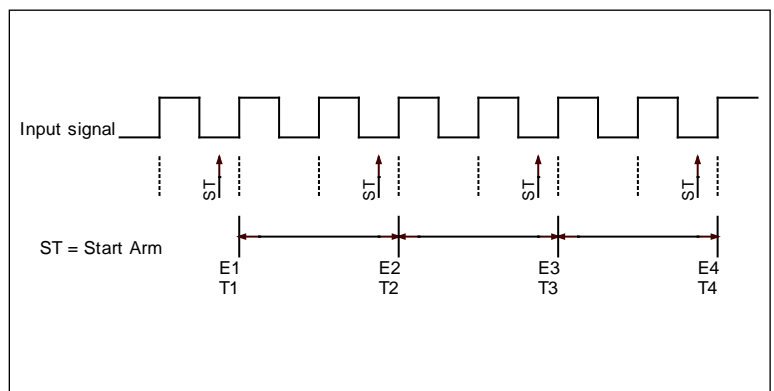 Input signal
ST
ST
ST
ST
ST = Start Arm
E1
T1
E2
T2
E3
T3
E4
T4